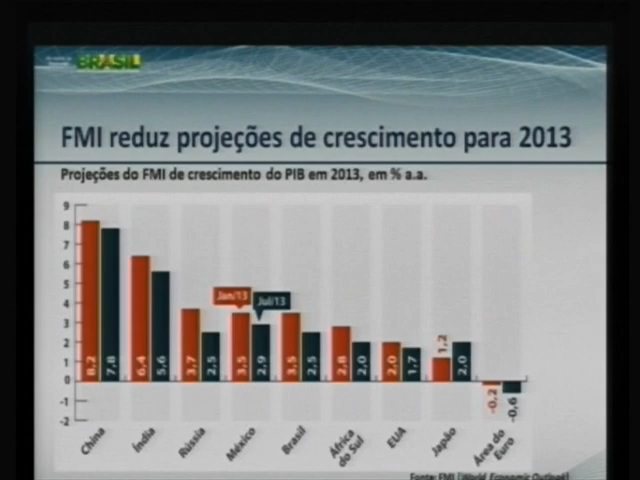 BRASIL
FMI reduz projeções de crescimento para 2013
Projeções do FMI de crescimento do PIB em 2013, em % a.a.
9
8
7
6
5
4
3
2
1
0
-1
-2
Jan/13
Jul/13
8,2
7,8
6,4
5,6
3,7
2,5
3,5
2,9
3,5
2,5
2,8
2,0
2,0
1,7
1,2
2,0
-0,2
-0,6
China
Índia
Rússia
México
Brasil
África
do Sul
EUA
Japão
Área do
Euro
Fonte: FMI (World Economic Outlook)